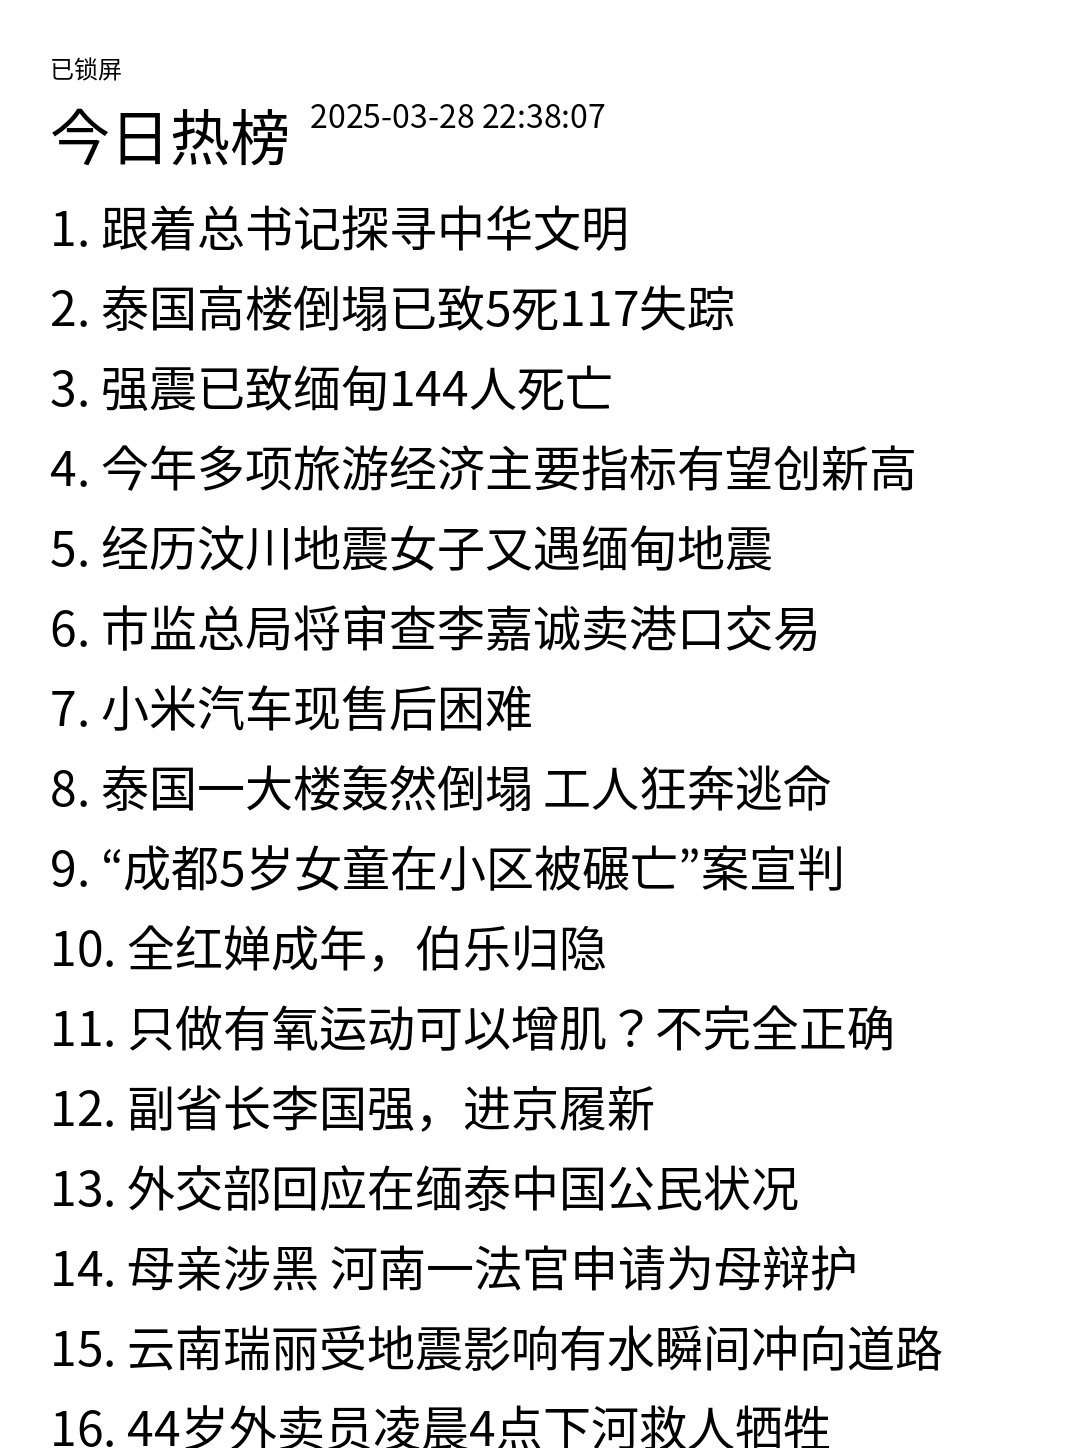 已锁屏
今日热榜 2025-03-28 22:38:07
1. 跟着总书记探寻中华文明
2. 泰国高楼倒塌已致5死117失踪
3. 强震已致缅甸144人死亡
4. 今年多项旅游经济主要指标有望创新高
5. 经历汶川地震女子又遇缅甸地震
6. 市监总局将审查李嘉诚卖港口交易
7. 小米汽车现售后困难
8. 泰国一大楼轰然倒塌 工人狂奔逃命
9. “成都5岁女童在小区被碾亡”案宣判
10. 全红婵成年，伯乐归隐
11. 只做有氧运动可以增肌？不完全正确
12. 副省长李国强，进京履新
13. 外交部回应在缅泰中国公民状况
14. 母亲涉黑 河南一法官申请为母辩护
15. 云南瑞丽受地震影响有水瞬间冲向道路
16. 44岁外卖员凌晨4点下河救人牺牲